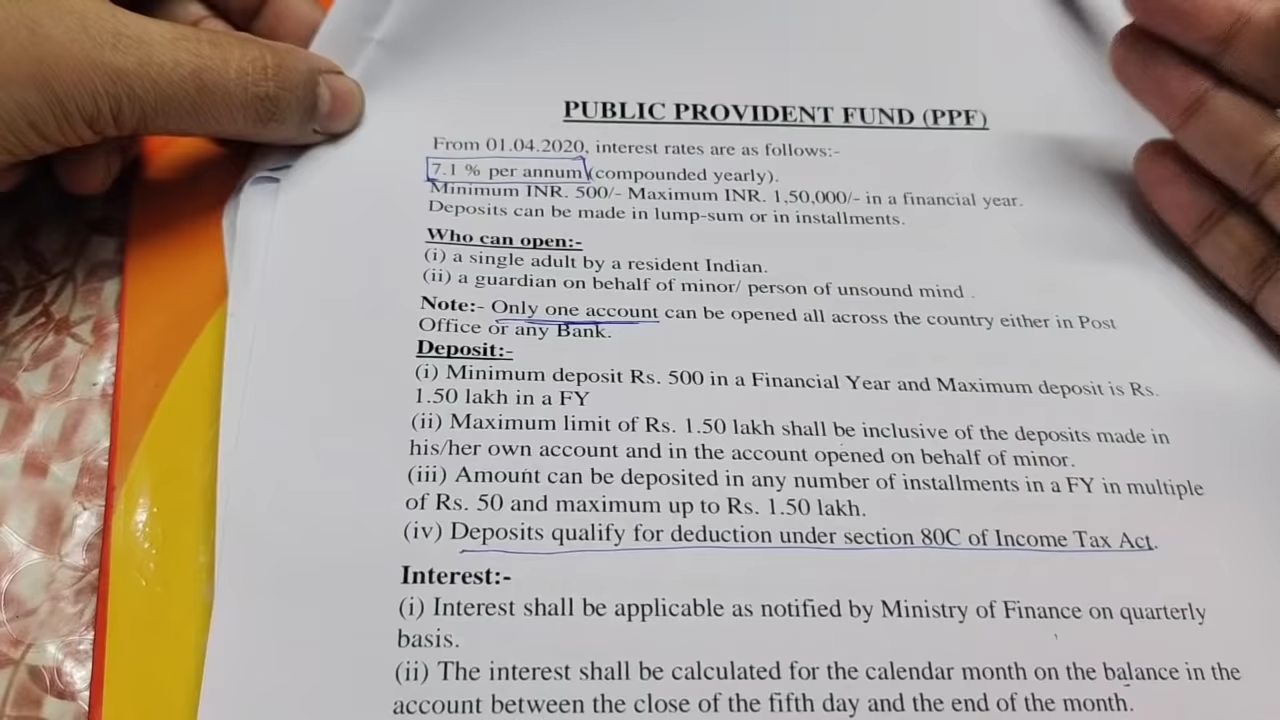 PUBLIC PROVIDENT FUND (PPF)
From 01.04.2020, interest rates are as follows:-
7.1 % per annum (compounded yearly).
Minimum INR. 500/- Maximum INR. 1,50,000/- in a financial year.
Deposits can be made in lump-sum or in installments.
Who can open:-
(i) a single adult by a resident Indian.
(ii) a guardian on behalf of minor/ person of unsound mind .
Note:- Only one account can be opened all across the country either in Post
Office or any Bank.
Deposit:-
(i) Minimum deposit Rs. 500 in a Financial Year and Maximum deposit is Rs.
1.50 lakh in a FY
(ii) Maximum limit of Rs. 1.50 lakh shall be inclusive of the deposits made in
his/her own account and in the account opened on behalf of minor.
(iii) Amount can be deposited in any number of installments in a FY in multiple
of Rs. 50 and maximum up to Rs. 1.50 lakh.
(iv) Deposits qualify for deduction under section 80C of Income Tax Act.
Interest:-
(i) Interest shall be applicable as notified by Ministry of Finance on quarterly
basis.
(ii) The interest shall be calculated for the calendar month on the balance in the
account between the close of the fifth day and the end of the month.